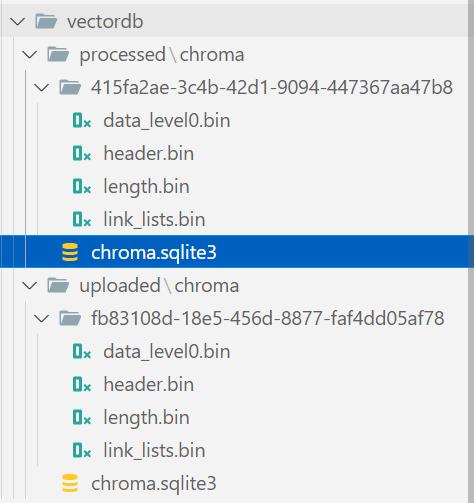 vectordb
processed\chroma
415fa2ae-3c4b-42d1-9094-447367aa47b8
data_level0.bin
header.bin
length.bin
link_lists.bin
chroma.sqlite3
uploaded\chroma
fb83108d-18e5-456d-8877-faf4dd05af78
data_level0.bin
header.bin
length.bin
link_lists.bin
chroma.sqlite3